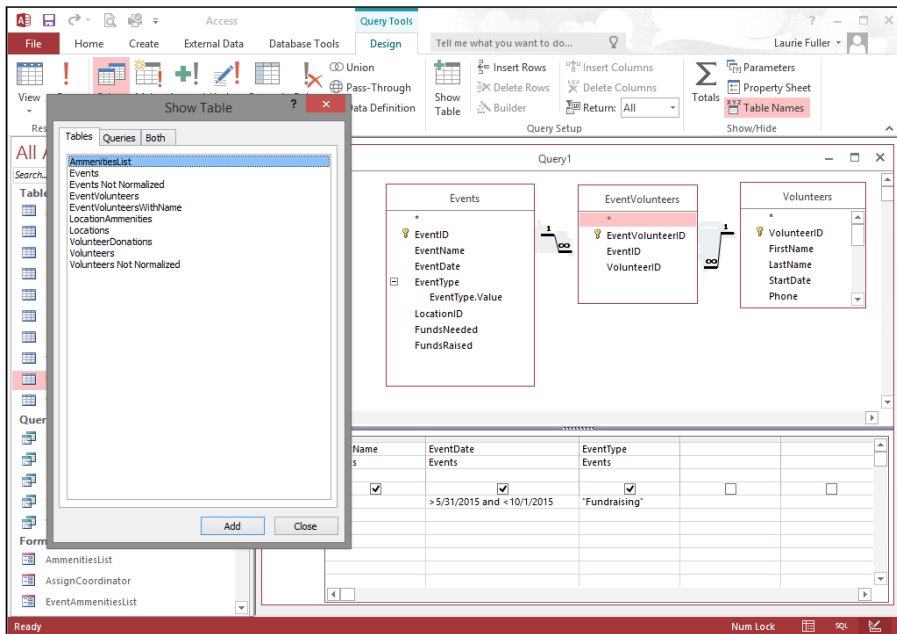 Access
Query Tools
?
File
Home
Create
External Data
Database Tools
Design
Tell me what you want to do...
Laurie Fuller
View
Union
Pass-Through
Data Definition
Show
Table
Insert Rows
Delete Rows
Builder
Insert Columns
Delete Columns
Return: All
Query Setup
Totals
Parameters
Property Sheet
XYZ Table Names
Show/Hide
Res
All A
Search..
Table
Quer
Form
AmmenitiesList
AssignCoordinator
EventAmmenitiesList
Show Table
?
Tables
Queries
Both
AmmenitiesList
Events
Events Not Normalized
EventVolunteers
EventVolunteersWithName
LocationAmmenities
Locations
VolunteerDonations
Volunteers
Volunteers Not Normalized
Add
Close
Query1
Events
*
EventID
EventName
EventDate
EventType
EventType.Value
LocationID
FundsNeeded
FundsRaised
1
∞
EventVolunteers
*
EventVolunteerID
EventID
VolunteerID
1
∞
Volunteers
*
VolunteerID
FirstName
LastName
StartDate
Phone
tName
EventDate
EventType
s
Events
Events
>5/31/2015 and <10/1/2015
"Fundraising"
Ready
Num Lock
SQL